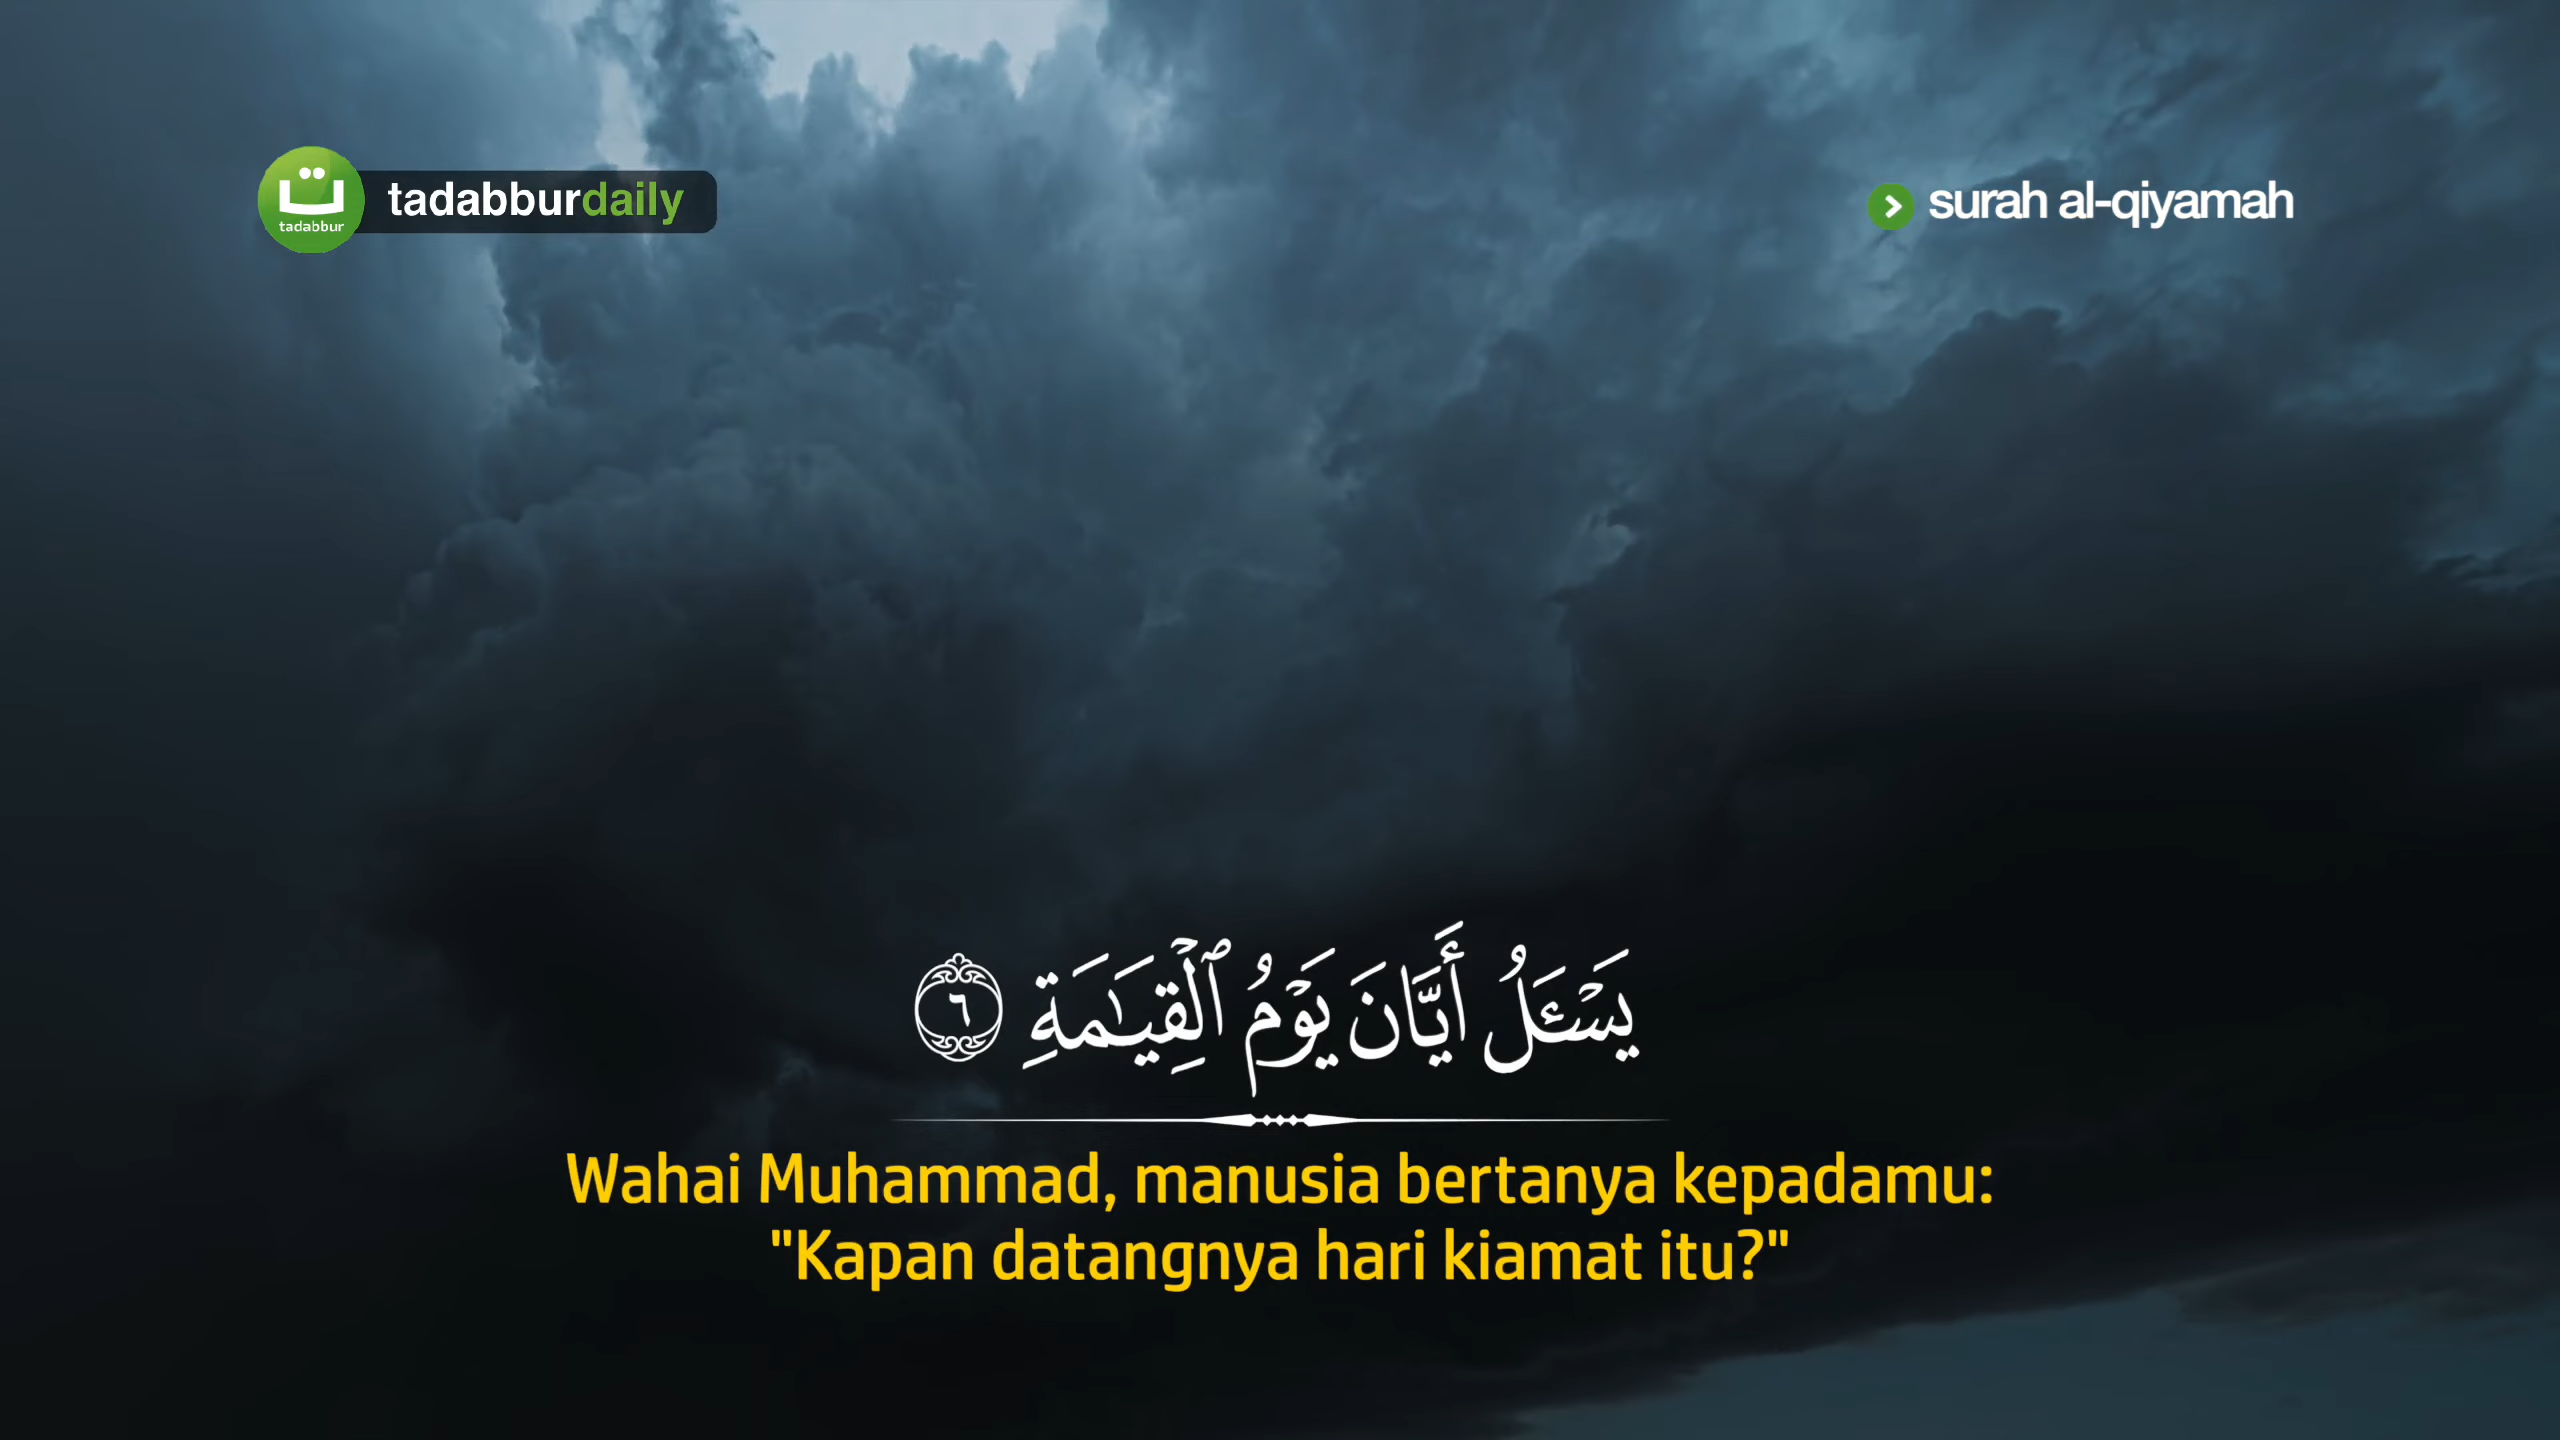 ت
tadabbur
tadabburdaily
surah al-qiyamah
يَسْـَٔلُ أَيَّانَ يَوْمُ ٱلْقِيَـٰمَةِ ٦
Wahai Muhammad, manusia bertanya kepadamu:
"Kapan datangnya hari kiamat itu?"